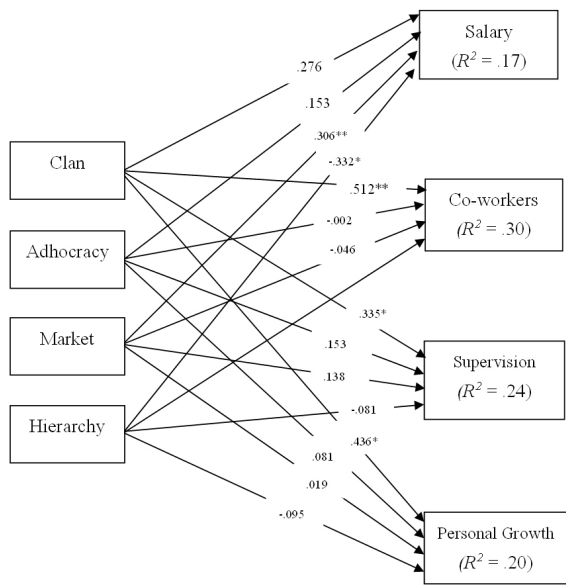 Salary
(R² = .17)
.276
.153
.306**
-.332*
Clan
.512**
Co-workers
(R² = .30)
-.002
Adhocracy
-.046
.335*
Market
.153
Supervision
(R² = .24)
.138
-.081
Hierarchy
.436*
.081
.019
-.095
Personal Growth
(R² = .20)